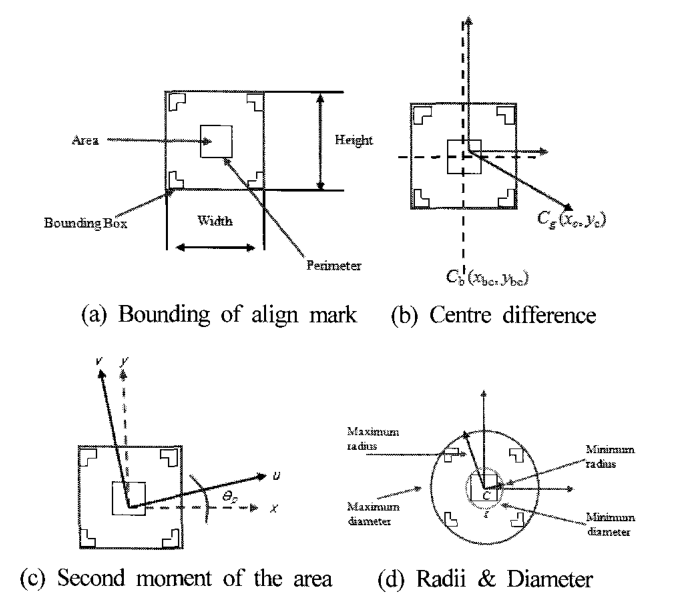 Area
Height
Bounding Box
Width
Perimeter
C_g(x_c, y_c)
C_b(x_bc, y_bc)
(a) Bounding of align mark
(b) Centre difference
v
y
u
θ_p
x
Maximum
radius
Minimum
radius
C
r
Maximum
diameter
Minimum
diameter
(c) Second moment of the area
(d) Radii & Diameter